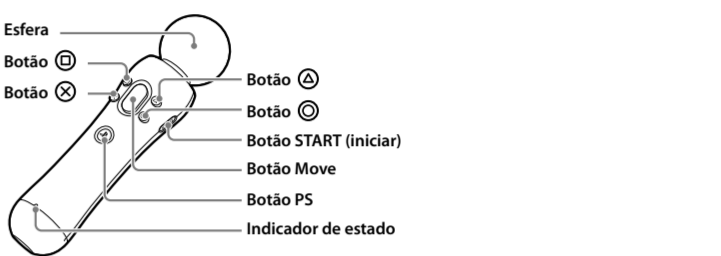 Esfera
Botão □
Botão ✕
Botão △
Botão ○
Botão START (iniciar)
Botão Move
Botão PS
Indicador de estado